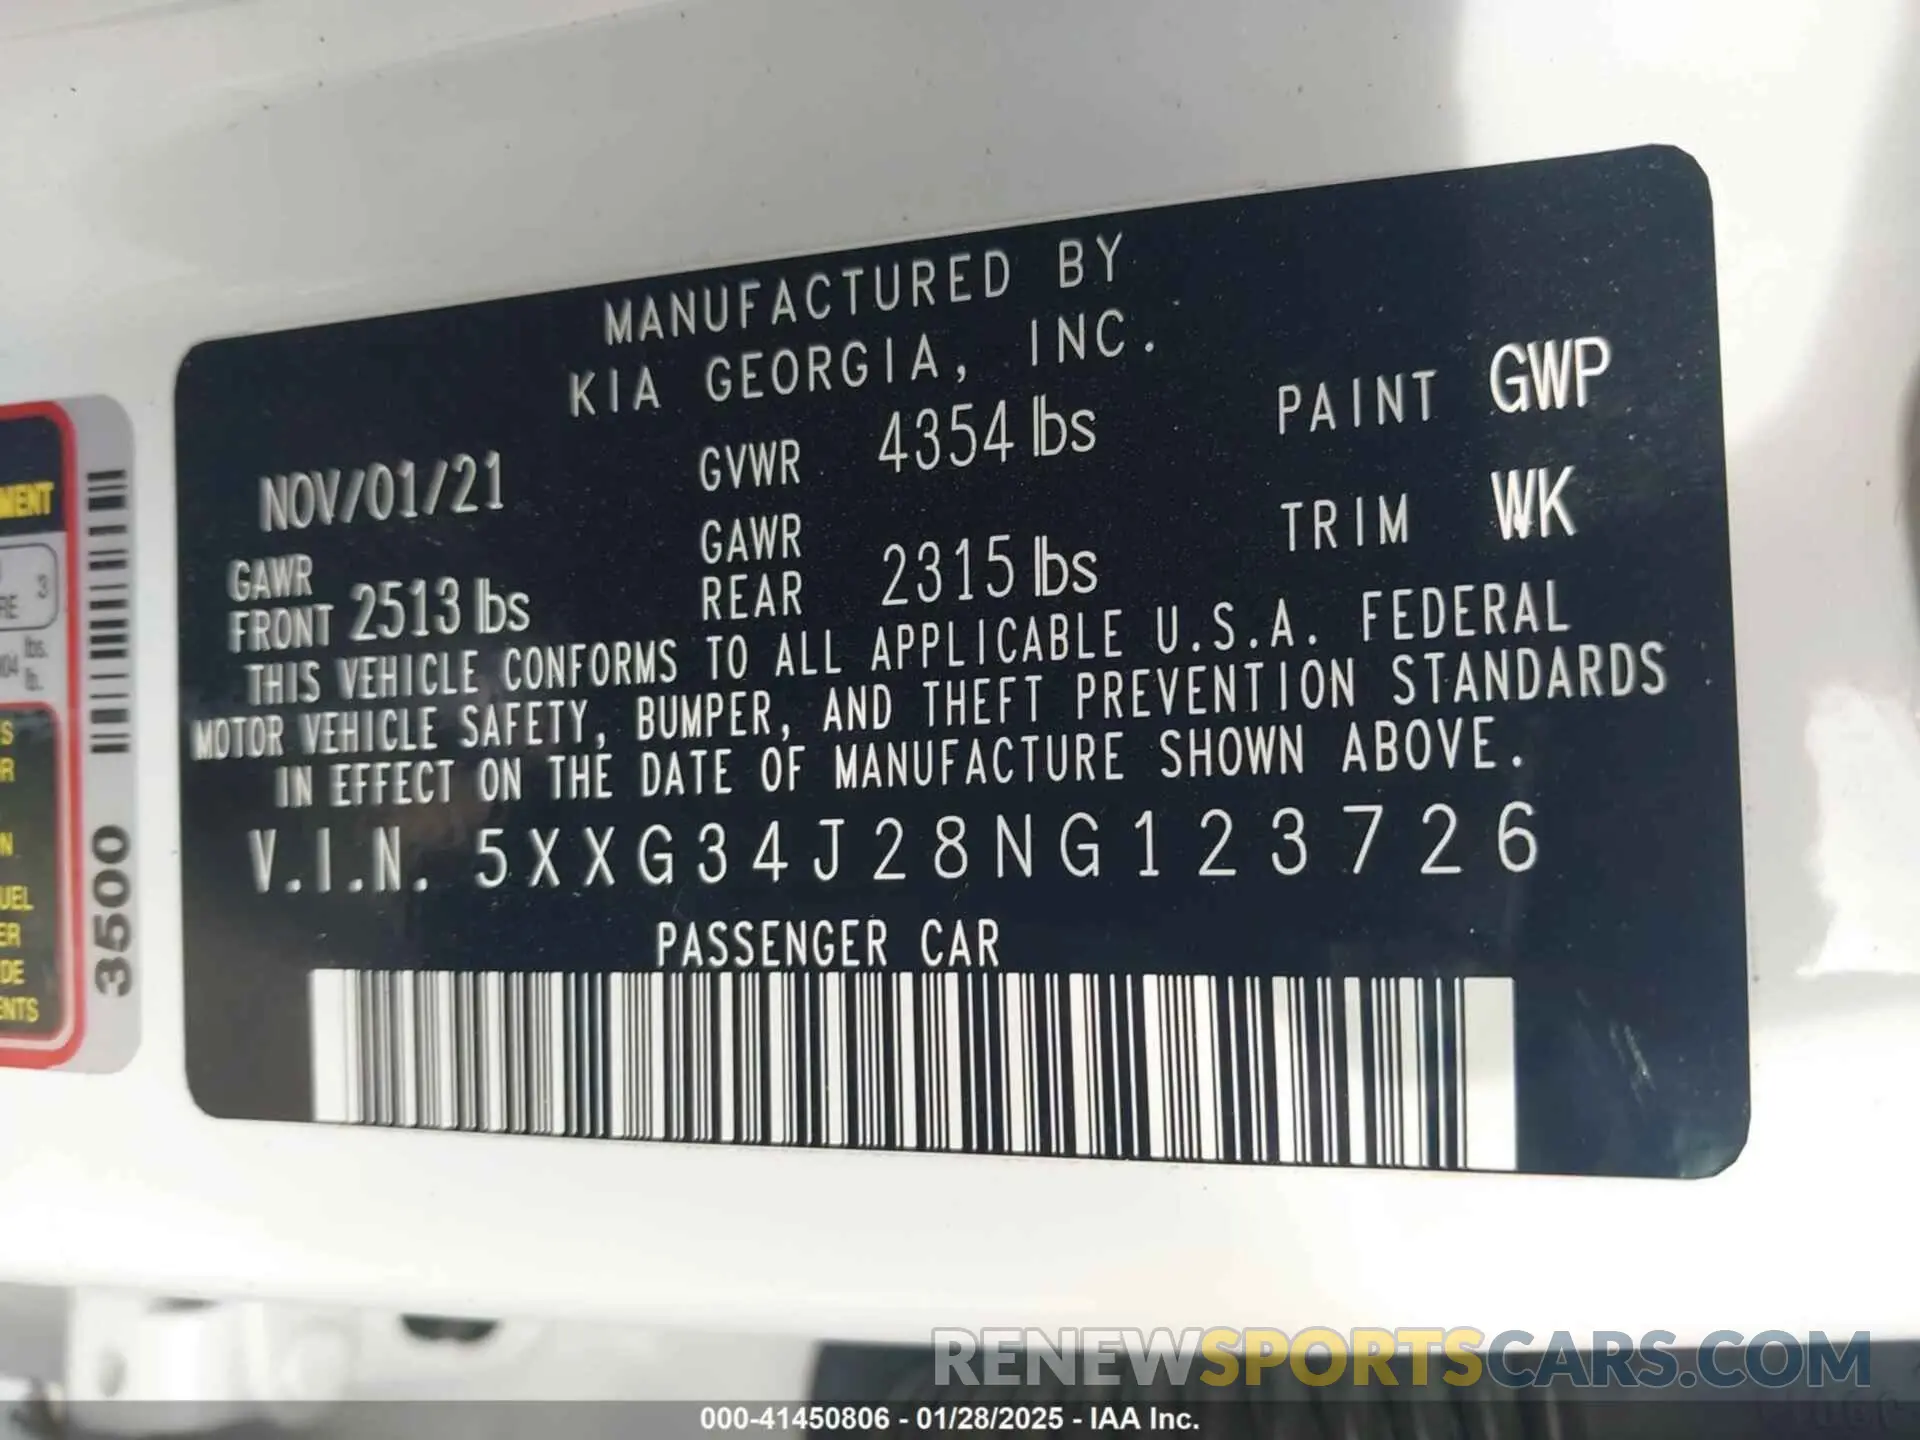 MANUFACTURED BY
KIA GEORGIA, INC.
NOV/01/21 GVWR 4354 lbs PAINT GWP
GAWR FRONT 2513 lbs GAWR REAR 2315 lbs TRIM WK
THIS VEHICLE CONFORMS TO ALL APPLICABLE U.S.A. FEDERAL
MOTOR VEHICLE SAFETY, BUMPER, AND THEFT PREVENTION STANDARDS
IN EFFECT ON THE DATE OF MANUFACTURE SHOWN ABOVE.
V.I.N. 5XXG34J28NG123726
PASSENGER CAR
3500
3
lbs.
lb.
RENEWSPORTSCARS.COM
000-41450806 - 01/28/2025 - IAA Inc.